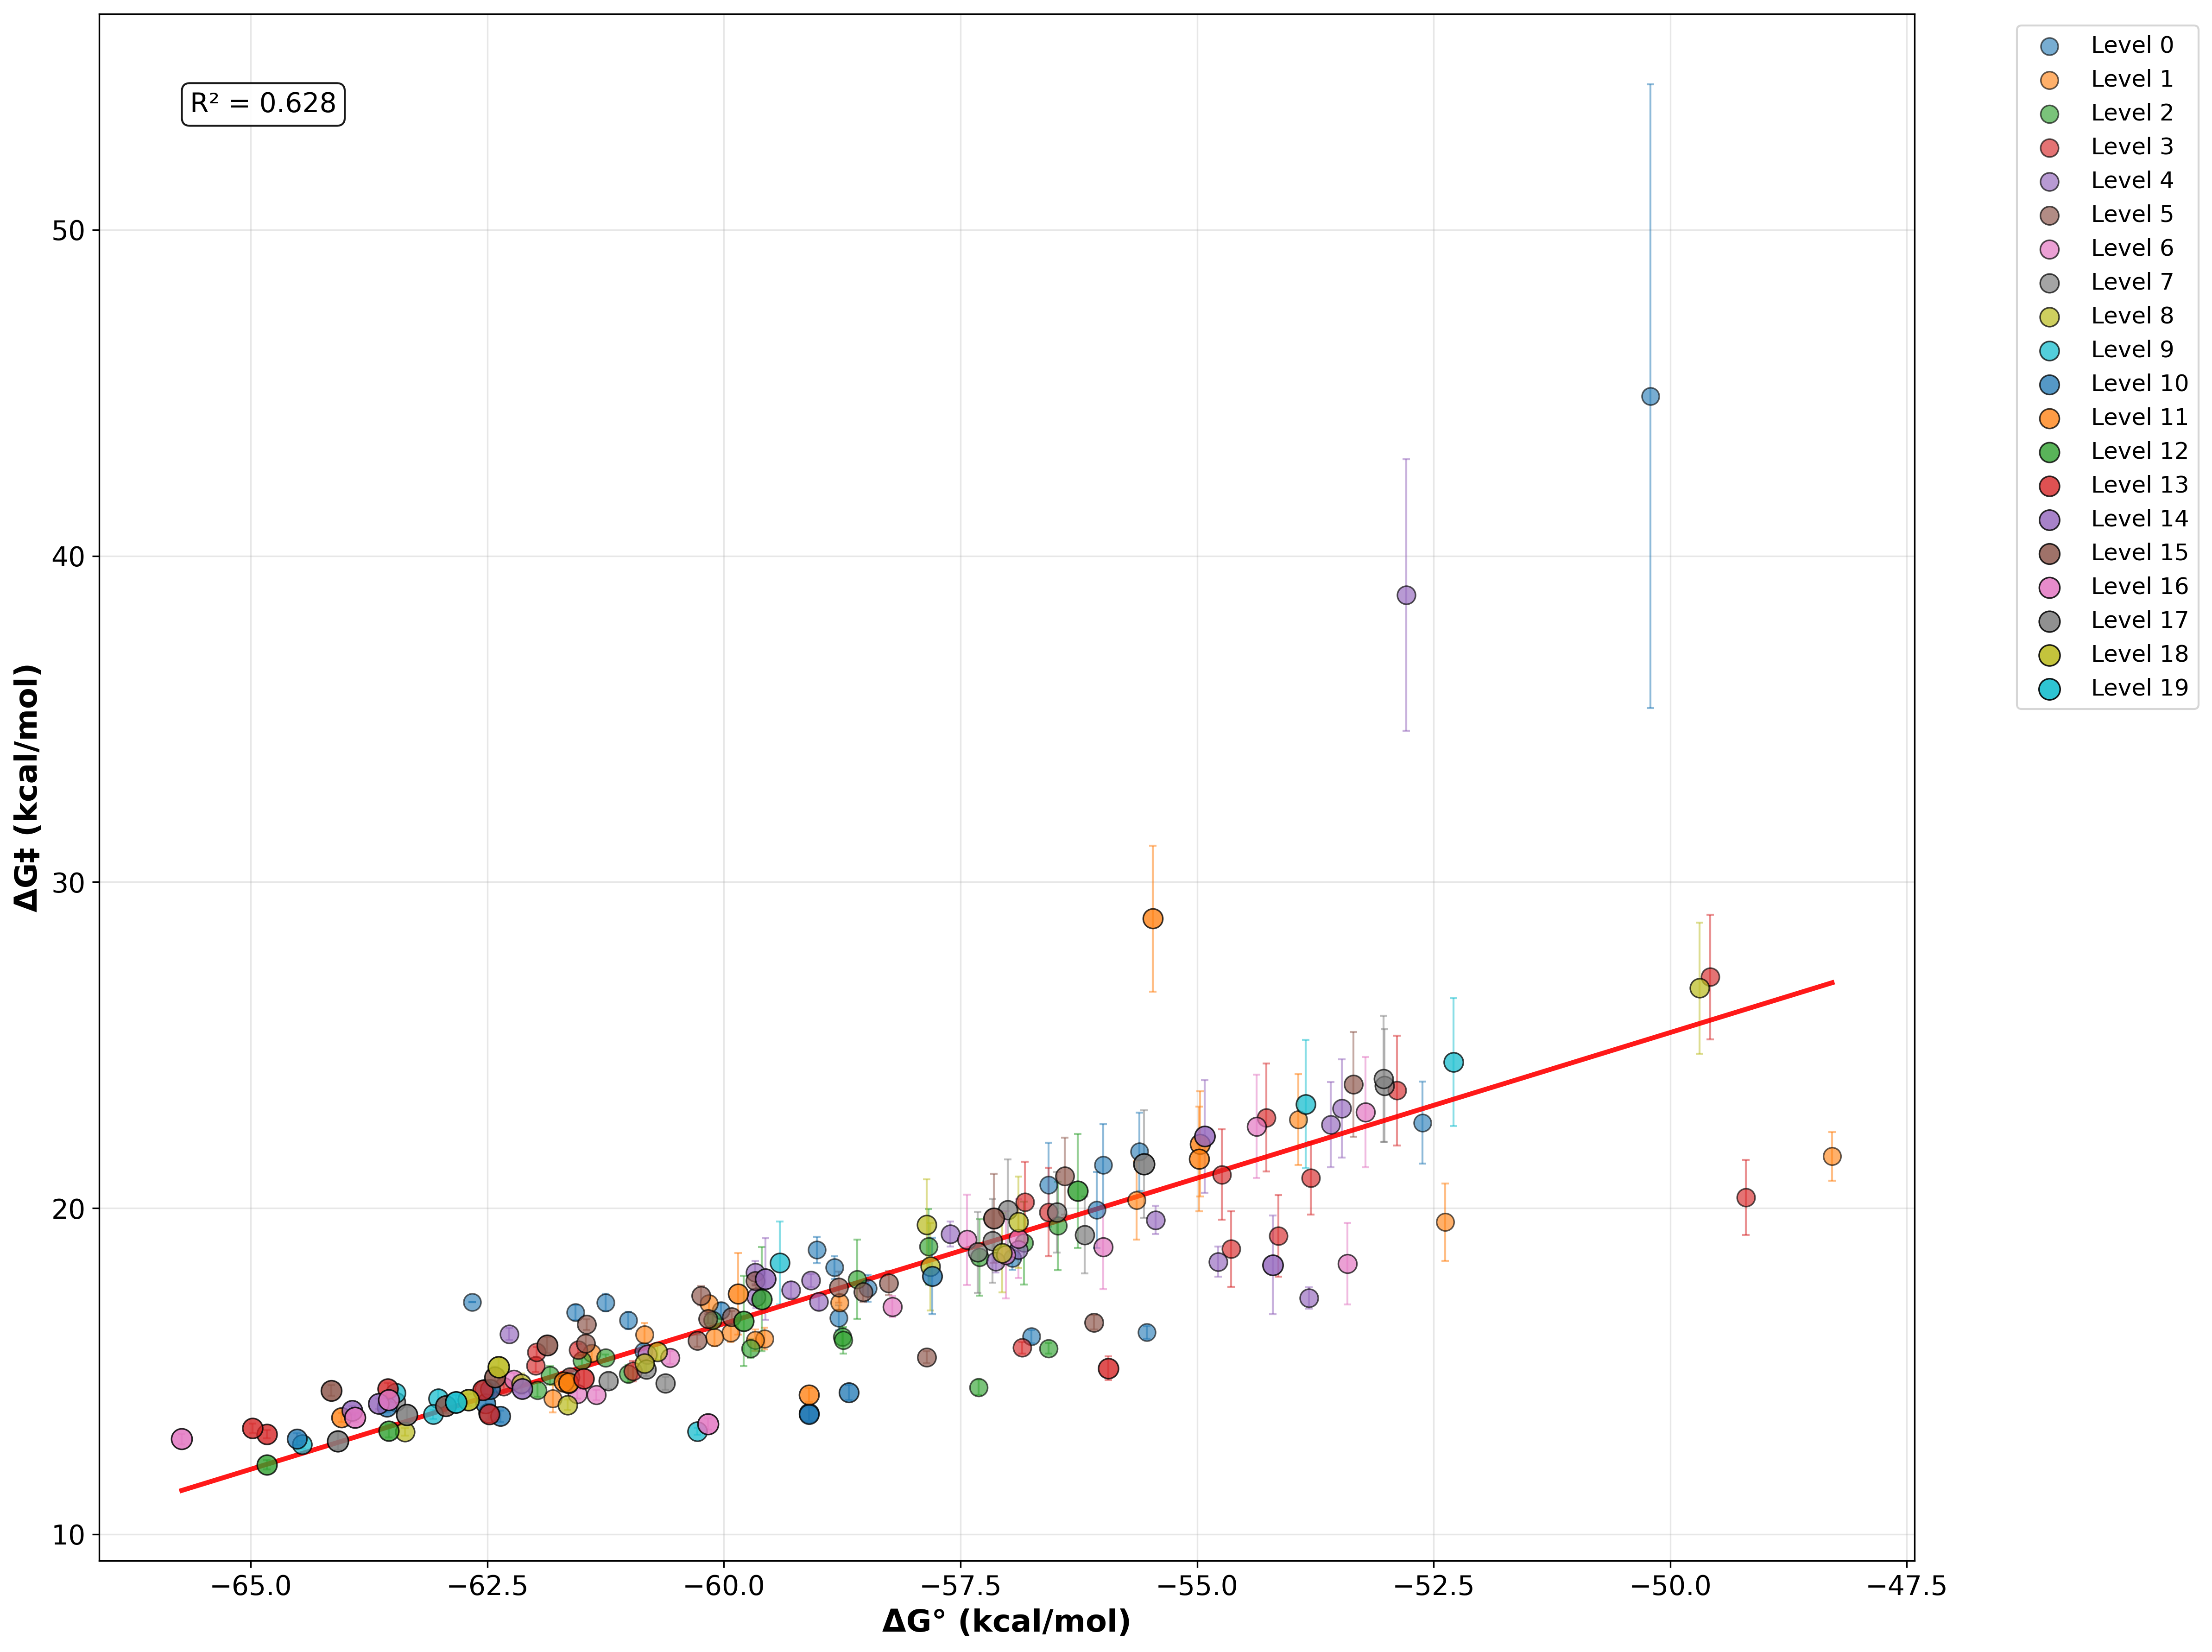 R² = 0.628
50
40
30
20
10
ΔG‡ (kcal/mol)
−65.0
−62.5
−60.0
−57.5
−55.0
−52.5
−50.0
−47.5
ΔG° (kcal/mol)
Level 0
Level 1
Level 2
Level 3
Level 4
Level 5
Level 6
Level 7
Level 8
Level 9
Level 10
Level 11
Level 12
Level 13
Level 14
Level 15
Level 16
Level 17
Level 18
Level 19